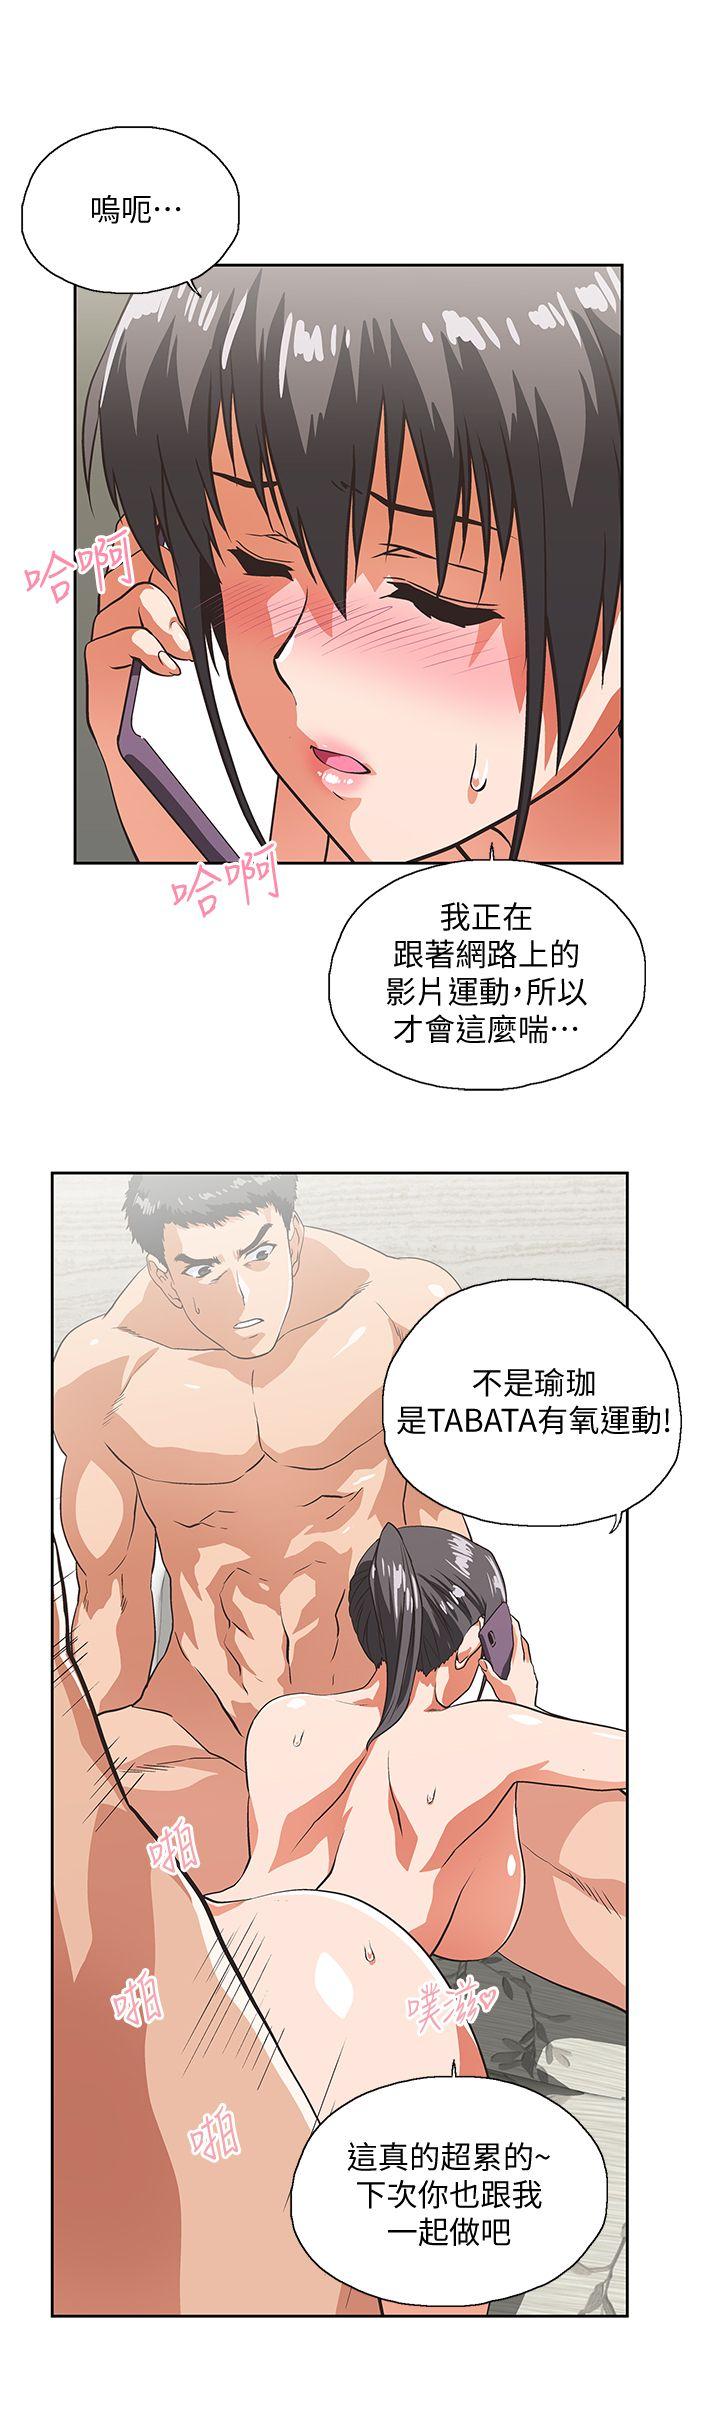 嗚呃…
哈啊
哈啊
我正在
跟著網路上的
影片運動,所以
才會這麼喘…
不是瑜珈
是TABATA有氧運動!
啪
啪
噗滋♡
啪
這真的超累的~
下次你也跟我
一起做吧